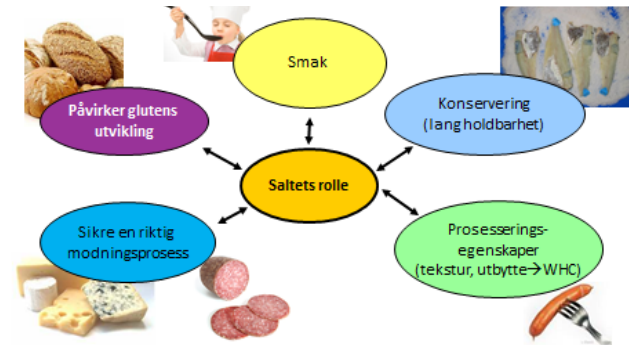 Smak
Påvirker glutens
utvikling
Konservering
(lang holdbarhet)
Saltets rolle
Sikre en riktig
modningsprosess
Prosesserings-
egenskaper
(tekstur, utbytte→WHC)